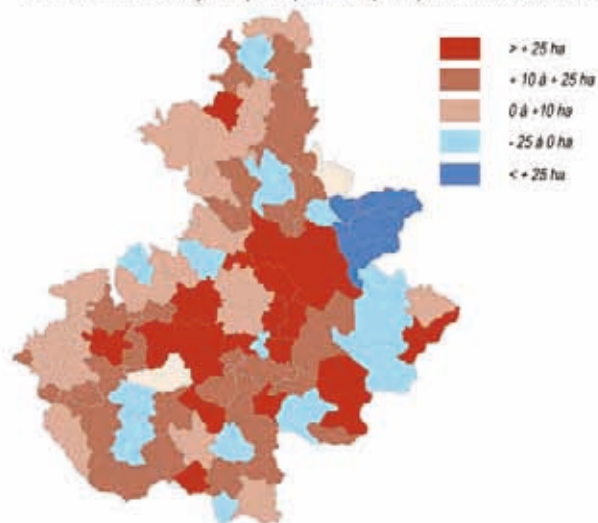 > + 25 ha
+ 10 à + 25 ha
0 à +10 ha
- 25 à 0 ha
< + 25 ha